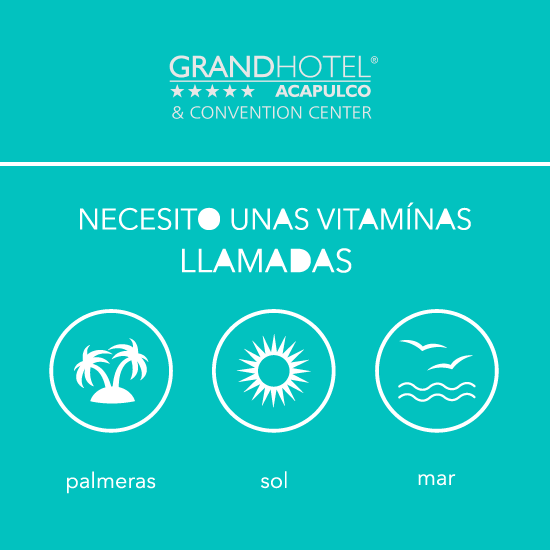 GRANDHOTEL®
★★★★★ ACAPULCO
& CONVENTION CENTER
NECESITO UNAS VITAMÍNAS
LLAMADAS
palmeras sol mar